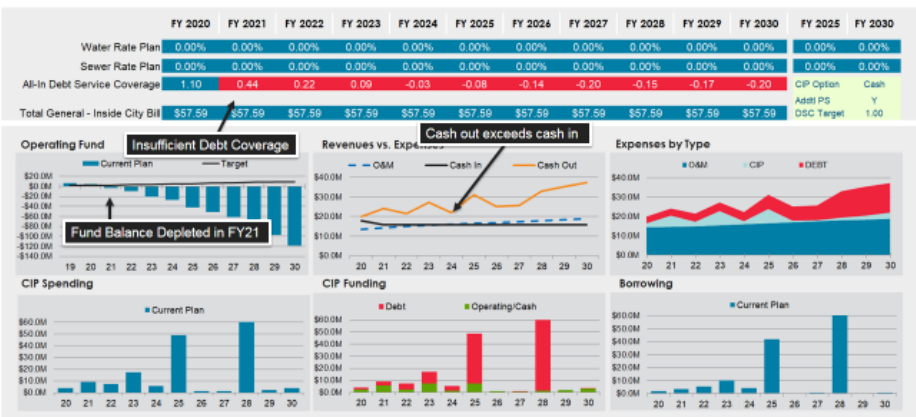 FY 2020 FY 2021 FY 2022 FY 2023 FY 2024 FY 2025 FY 2026 FY 2027 FY 2028 FY 2029 FY 2030 FY 2025 FY 2030
Water Rate Plan 0.00% 0.00% 0.00% 0.00% 0.00% 0.00% 0.00% 0.00% 0.00% 0.00% 0.00% 0.00% 0.00%
Sewer Rate Plan 0.00% 0.00% 0.00% 0.00% 0.00% 0.00% 0.00% 0.00% 0.00% 0.00% 0.00% 0.00% 0.00%
All-In Debt Service Coverage 1.10 0.44 0.22 0.09 -0.03 -0.08 -0.14 -0.20 -0.15 -0.17 -0.20 CIP Option Cash
Addtl PS Y
Total General - Inside City Bill $57.59 $57.59 $57.59 $57.59 $57.59 $57.59 $57.59 $57.59 $57.59 $57.59 $57.59 DSC Target 1.00
Insufficient Debt Coverage
Cash out exceeds cash in
Fund Balance Depleted in FY21
Operating Fund
Current Plan Target
$20.0M
$0.0M
-$20.0M
-$40.0M
-$60.0M
-$80.0M
-$100.0M
-$120.0M
-$140.0M
19 20 21 22 23 24 25 26 27 28 29 30
Revenues vs. Expenses
O&M Cash In Cash Out
$40.0M
$30.0M
$20.0M
$10.0M
$0.0M
20 21 22 23 24 25 26 27 28 29 30
Expenses by Type
O&M CIP DEBT
$40.0M
$30.0M
$20.0M
$10.0M
$0.0M
20 21 22 23 24 25 26 27 28 29 30
CIP Spending
Current Plan
$60.0M
$50.0M
$40.0M
$30.0M
$20.0M
$10.0M
$0.0M
20 21 22 23 24 25 26 27 28 29 30
CIP Funding
Debt Operating/Cash
$60.0M
$50.0M
$40.0M
$30.0M
$20.0M
$10.0M
$0.0M
20 21 22 23 24 25 26 27 28 29 30
Borrowing
Current Plan
$60.0M
$50.0M
$40.0M
$30.0M
$20.0M
$10.0M
$0.0M
20 21 22 23 24 25 26 27 28 29 30